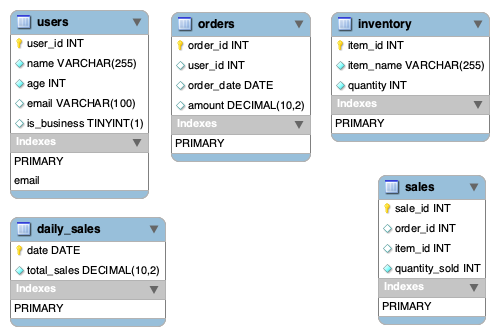 users
user_id INT
name VARCHAR(255)
age INT
email VARCHAR(100)
is_business TINYINT(1)
Indexes
PRIMARY
email
orders
order_id INT
user_id INT
order_date DATE
amount DECIMAL(10,2)
Indexes
PRIMARY
inventory
item_id INT
item_name VARCHAR(255)
quantity INT
Indexes
PRIMARY
daily_sales
date DATE
total_sales DECIMAL(10,2)
Indexes
PRIMARY
sales
sale_id INT
order_id INT
item_id INT
quantity_sold INT
Indexes
PRIMARY